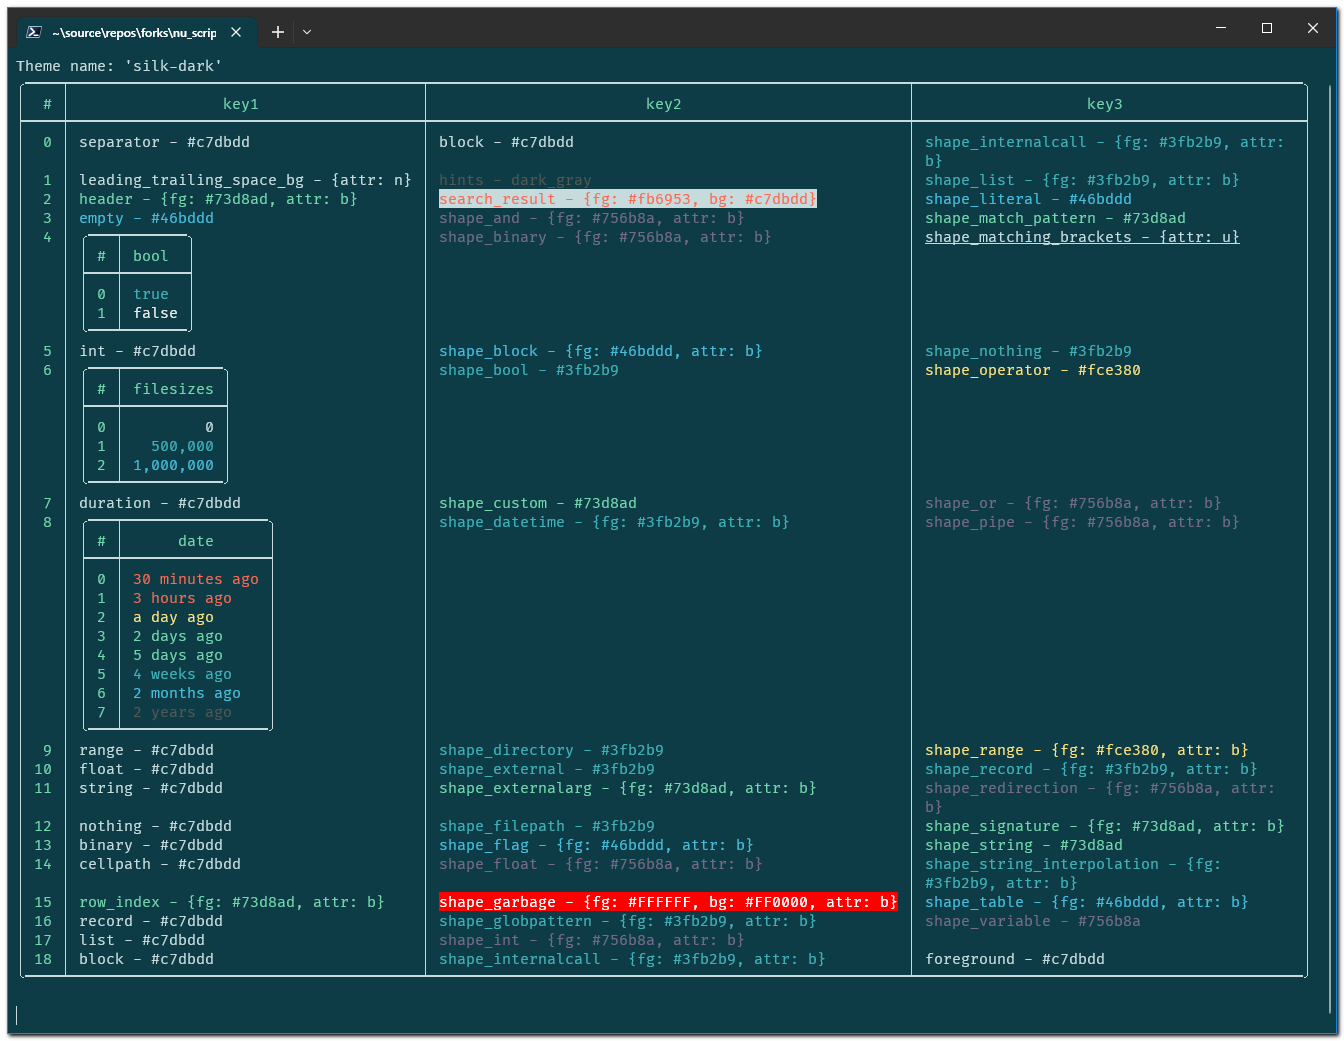 ~\source\repos\forks\nu_scrip
Theme name: 'silk-dark'
# key1 key2 key3
0 separator - #c7dbdd block - #c7dbdd shape_internalcall - {fg: #3fb2b9, attr:
b}
1 leading_trailing_space_bg - {attr: n} hints - dark_gray shape_list - {fg: #3fb2b9, attr: b}
2 header - {fg: #73d8ad, attr: b} search_result - {fg: #fb6953, bg: #c7dbdd} shape_literal - #46bddd
3 empty - #46bddd shape_and - {fg: #756b8a, attr: b} shape_match_pattern - #73d8ad
4 shape_binary - {fg: #756b8a, attr: b} shape_matching_brackets - {attr: u}
# bool
0 true
1 false
5 int - #c7dbdd shape_block - {fg: #46bddd, attr: b} shape_nothing - #3fb2b9
6 shape_bool - #3fb2b9 shape_operator - #fce380
# filesizes
0 0
1 500,000
2 1,000,000
7 duration - #c7dbdd shape_custom - #73d8ad shape_or - {fg: #756b8a, attr: b}
8 shape_datetime - {fg: #3fb2b9, attr: b} shape_pipe - {fg: #756b8a, attr: b}
# date
0 30 minutes ago
1 3 hours ago
2 a day ago
3 2 days ago
4 5 days ago
5 4 weeks ago
6 2 months ago
7 2 years ago
9 range - #c7dbdd shape_directory - #3fb2b9 shape_range - {fg: #fce380, attr: b}
10 float - #c7dbdd shape_external - #3fb2b9 shape_record - {fg: #3fb2b9, attr: b}
11 string - #c7dbdd shape_externalarg - {fg: #73d8ad, attr: b} shape_redirection - {fg: #756b8a, attr:
b}
12 nothing - #c7dbdd shape_filepath - #3fb2b9 shape_signature - {fg: #73d8ad, attr: b}
13 binary - #c7dbdd shape_flag - {fg: #46bddd, attr: b} shape_string - #73d8ad
14 cellpath - #c7dbdd shape_float - {fg: #756b8a, attr: b} shape_string_interpolation - {fg:
#3fb2b9, attr: b}
15 row_index - {fg: #73d8ad, attr: b} shape_garbage - {fg: #FFFFFF, bg: #FF0000, attr: b} shape_table - {fg: #46bddd, attr: b}
16 record - #c7dbdd shape_globpattern - {fg: #3fb2b9, attr: b} shape_variable - #756b8a
17 list - #c7dbdd shape_int - {fg: #756b8a, attr: b}
18 block - #c7dbdd shape_internalcall - {fg: #3fb2b9, attr: b} foreground - #c7dbdd